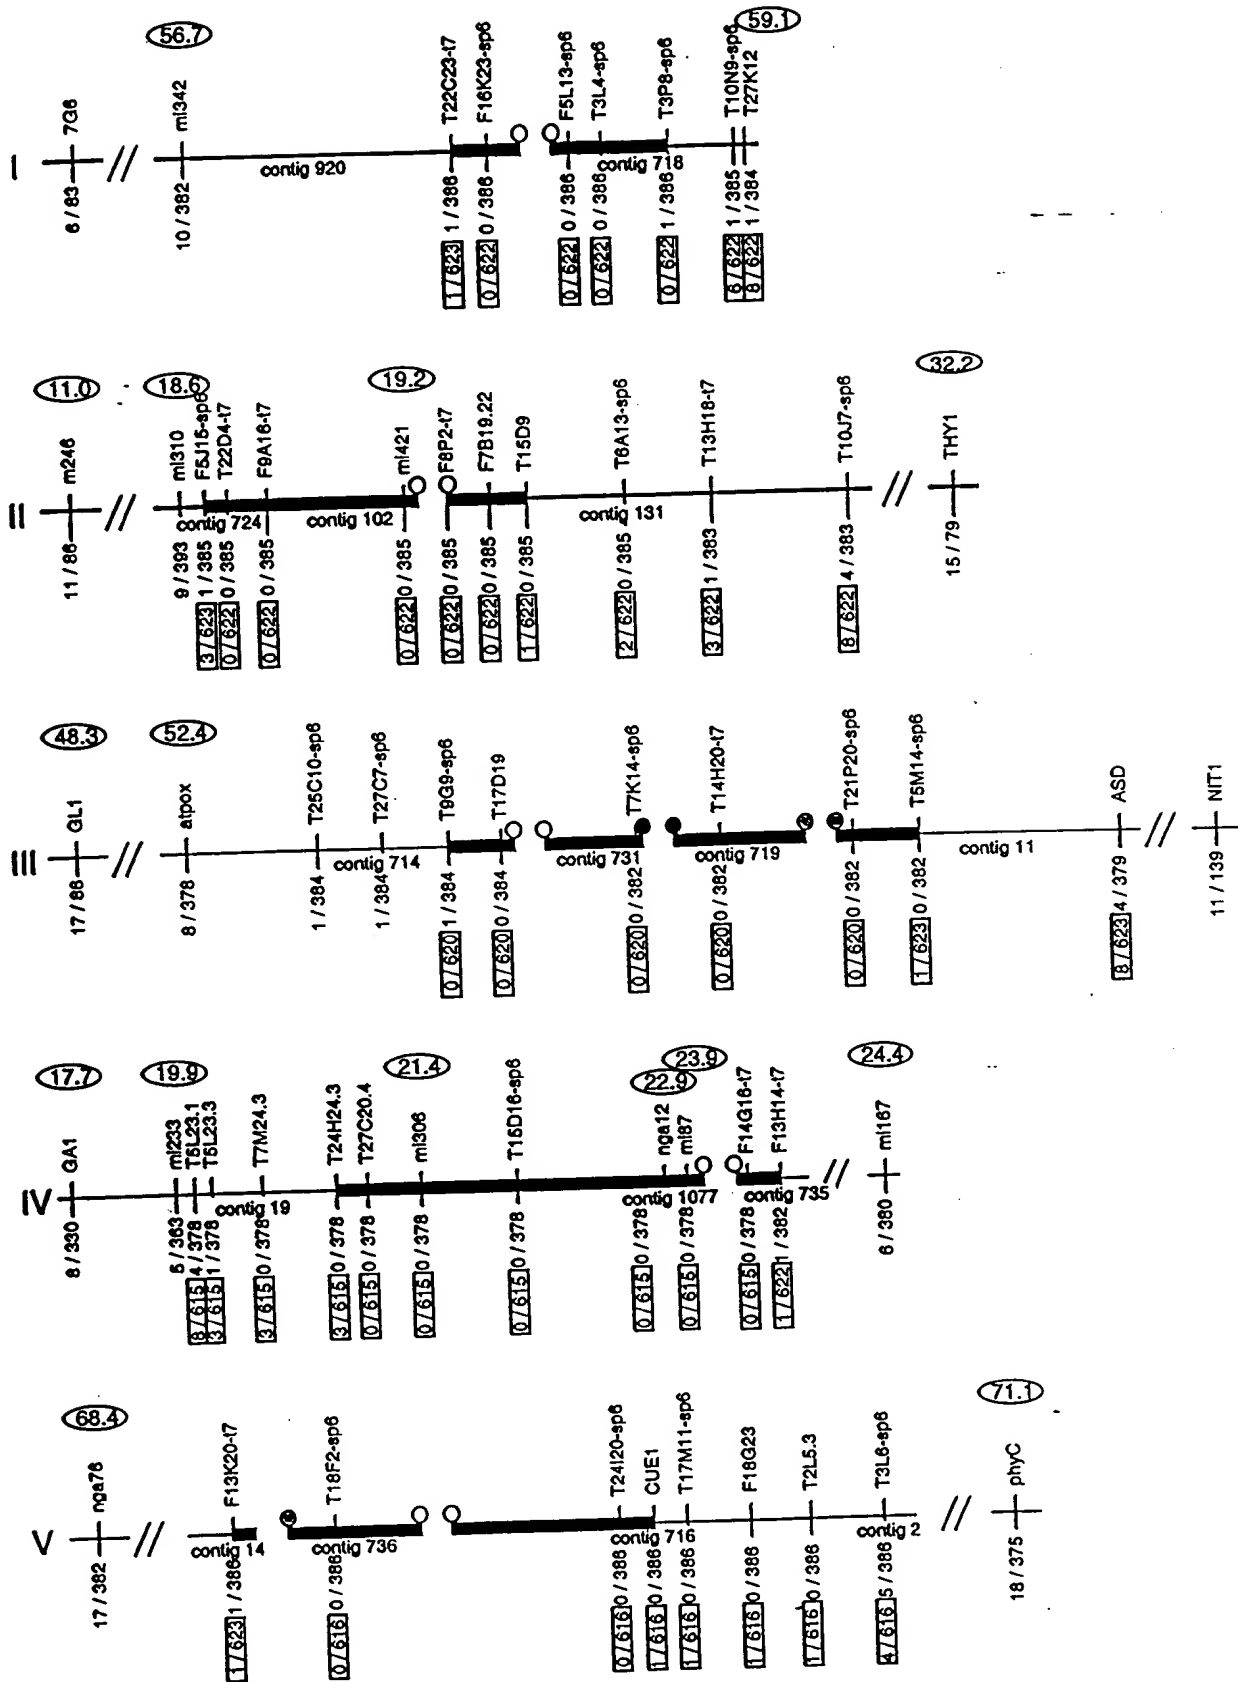 I
56.7
59.1
7G6
mi342
T22C23-t7
F16K23-sp6
F5L13-sp6
T3L4-sp6
T3P8-sp6
T10N9-sp6
T27K12
contig 920
contig 718
6 / 83
10 / 382
1 / 623 1 / 386
0 / 622 0 / 386
0 / 622 0 / 386
0 / 622 0 / 386
0 / 622 1 / 386
6 / 622 1 / 385
8 / 622 1 / 384
II
11.0
18.6
19.2
32.2
m246
mi310
F5J15-sp6
T22D4-t7
F9A16-t7
mi421
F8P2-t7
F7B19.22
T15D9
T6A13-sp6
T13H18-t7
T10J7-sp6
THY1
contig 724
contig 102
contig 131
11 / 86
9 / 393
3 / 623 1 / 385
0 / 622 0 / 385
0 / 622 0 / 385
0 / 622 0 / 385
0 / 622 0 / 385
0 / 622 0 / 385
1 / 622 0 / 385
2 / 622 0 / 385
3 / 622 1 / 383
8 / 622 4 / 383
15 / 79
III
48.3
52.4
GL1
atpox
T25C10-sp6
T27C7-sp6
T9G9-sp6
T17D19
T7K14-sp6
T14H20-t7
T21P20-sp6
T5M14-sp6
ASD
NIT1
contig 714
contig 731
contig 719
contig 11
17 / 86
8 / 378
1 / 384
1 / 384
0 / 620 1 / 384
0 / 620 0 / 384
0 / 620 0 / 382
0 / 620 0 / 382
0 / 620 0 / 382
1 / 623 0 / 382
8 / 623 4 / 379
11 / 139
IV
17.7
19.9
21.4
22.9
23.9
24.4
GA1
mi233
T5L23.1
T5L23.3
T7M24.3
T24H24.3
T27C20.4
mi306
T15D16-sp6
nga12
mi87
F14G16-t7
F13H14-t7
mi167
contig 19
contig 1077
contig 735
8 / 330
5 / 363
8 / 615 4 / 378
3 / 615 1 / 378
3 / 615 0 / 378
3 / 615 0 / 378
0 / 615 0 / 378
0 / 615 0 / 378
0 / 615 0 / 378
0 / 615 0 / 378
0 / 615 0 / 378
0 / 615 0 / 378
1 / 622 1 / 382
6 / 380
V
68.4
71.1
nga76
F13K20-t7
T18F2-sp6
T24I20-sp6
CUE1
T17M11-sp6
F18G23
T2L5.3
T3L6-sp6
phyC
contig 14
contig 736
contig 716
contig 2
17 / 382
1 / 623 1 / 386
0 / 616 0 / 386
0 / 616 0 / 386
1 / 616 0 / 386
1 / 616 0 / 386
1 / 616 0 / 386
1 / 616 0 / 386
4 / 616 5 / 386
18 / 375